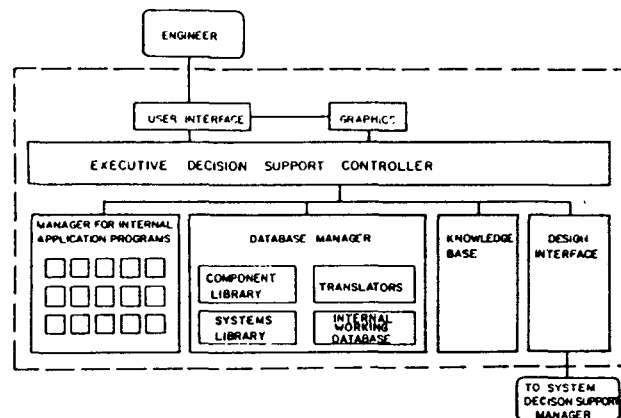 ENGINEER
USER INTERFACE
GRAPHICS
EXECUTIVE DECISION SUPPORT CONTROLLER
MANAGER FOR INTERNAL
APPLICATION PROGRAMS
DATABASE MANAGER
COMPONENT
LIBRARY
TRANSLATORS
SYSTEMS
LIBRARY
INTERNAL
WORKING
DATABASE
KNOWLEDGE
BASE
DESIGN
INTERFACE
TO SYSTEM
DECISON SUPPORT
MANAGER